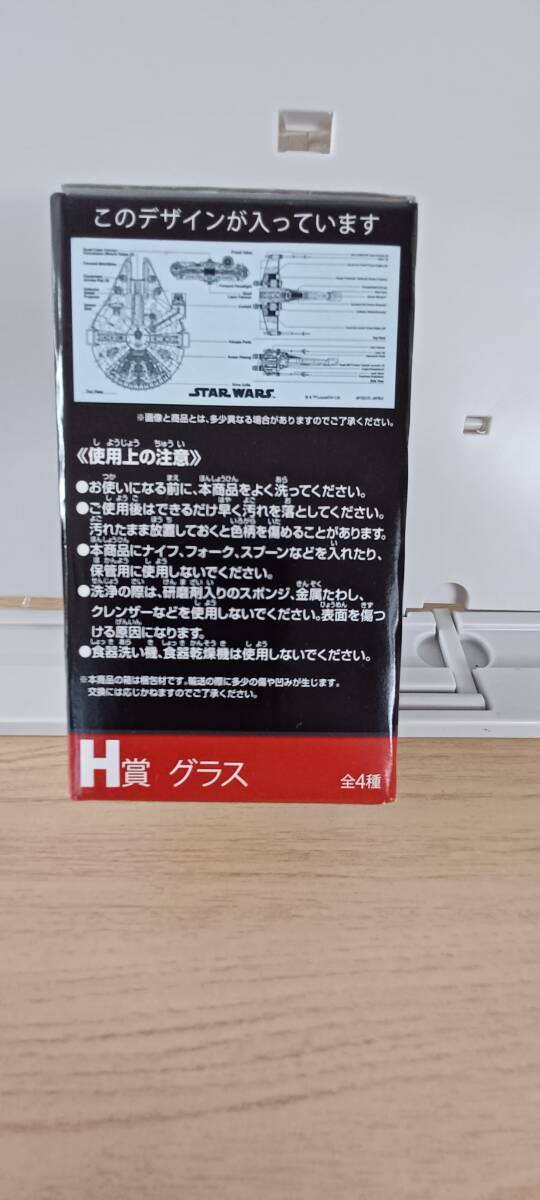 このデザインが入っています
STAR WARS
※画像と商品とは、多少異なる場合がありますのでご了承ください。
《使用上の注意》
●お使いになる前に、本商品をよく洗ってください。
●ご使用後はできるだけ早く汚れを落としてください。
汚れたまま放置しておくと色柄を傷めることがあります。
●本商品にナイフ、フォーク、スプーンなどを入れたり、
保管用に使用しないでください。
●洗浄の際は、研磨剤入りのスポンジ、金属たわし、
クレンザーなどを使用しないでください。表面を傷つ
ける原因になります。
●食器洗い機、食器乾燥機は使用しないでください。
※本商品の箱は梱包材です。輸送の際に多少の傷や凹みが生じます。
交換には応じかねますのでご了承ください。
H賞 グラス 全4種